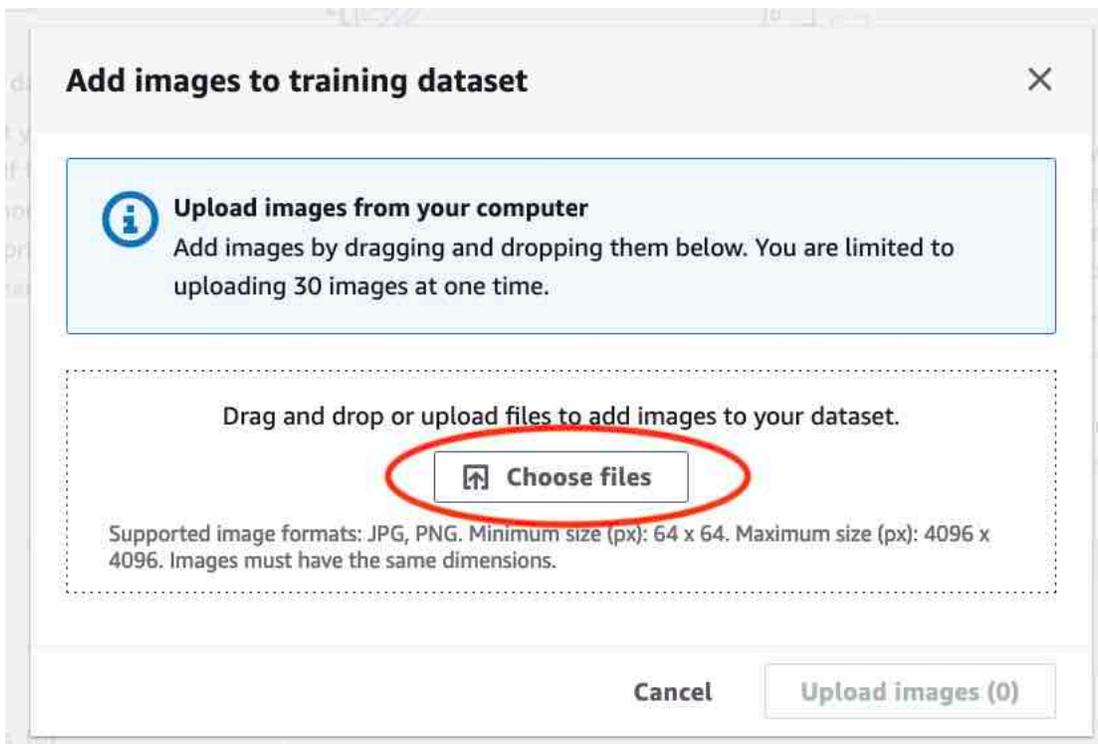 Add images to training dataset
Upload images from your computer
Add images by dragging and dropping them below. You are limited to
uploading 30 images at one time.
Drag and drop or upload files to add images to your dataset.
Choose files
Supported image formats: JPG, PNG. Minimum size (px): 64 x 64. Maximum size (px): 4096 x
4096. Images must have the same dimensions.
Cancel
Upload images (0)